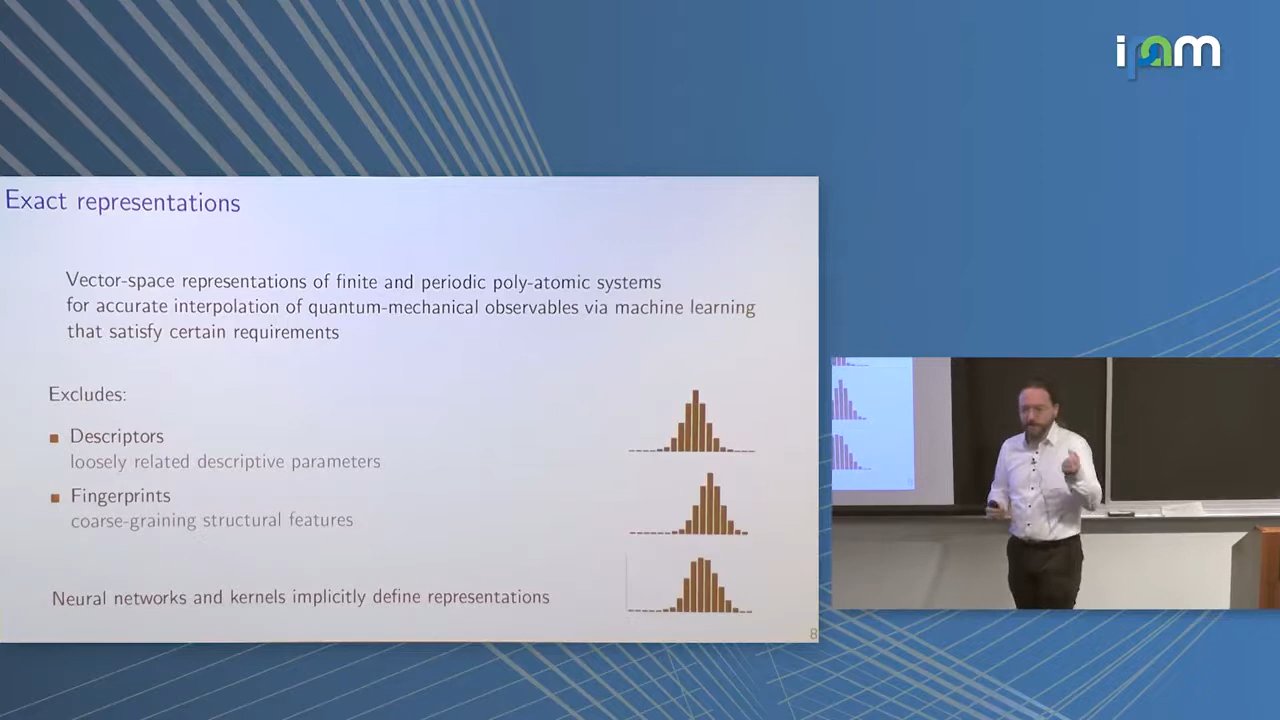 ipam
Exact representations
Vector-space representations of finite and periodic poly-atomic systems
for accurate interpolation of quantum-mechanical observables via machine learning
that satisfy certain requirements
Excludes:
Descriptors
loosely related descriptive parameters
Fingerprints
coarse-graining structural features
Neural networks and kernels implicitly define representations
8